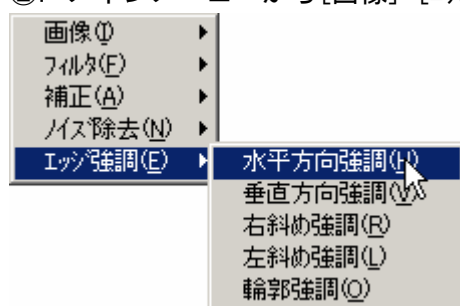 画像(I)
フィルタ(F)
補正(A)
ノイズ除去(N)
エッジ強調(E)
水平方向強調(H)
垂直方向強調(V)
右斜め強調(R)
左斜め強調(L)
輪郭強調(O)